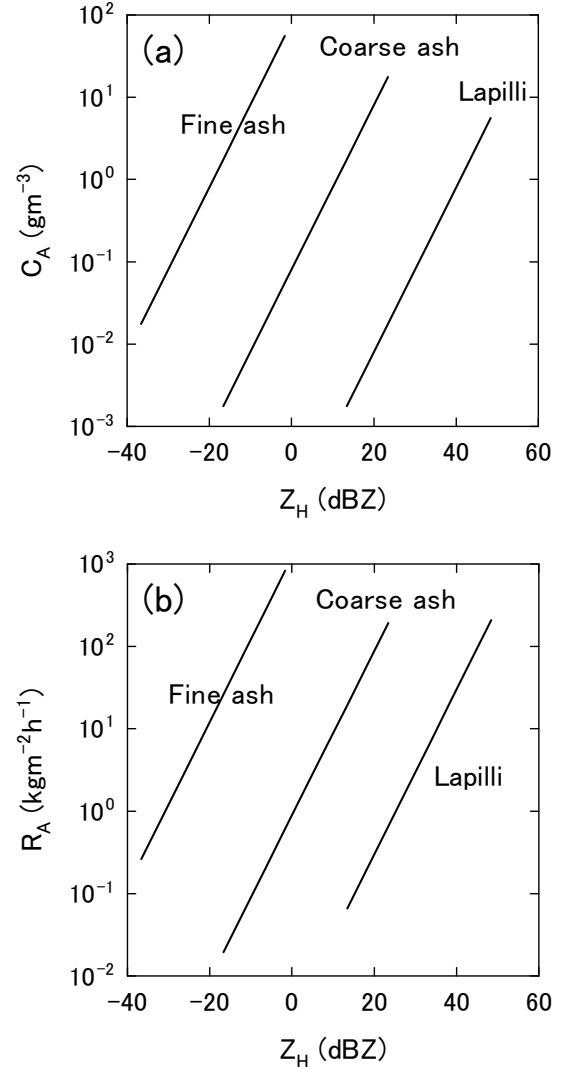 10²
(a)
Coarse ash
10¹
Lapilli
Fine ash
10⁰
C_A (gm⁻³)
10⁻¹
10⁻²
10⁻³
−40 −20 0 20 40 60
Z_H (dBZ)
10³
(b)
Coarse ash
10²
Fine ash
10¹
Lapilli
R_A (kgm⁻²h⁻¹)
10⁰
10⁻¹
10⁻²
−40 −20 0 20 40 60
Z_H (dBZ)